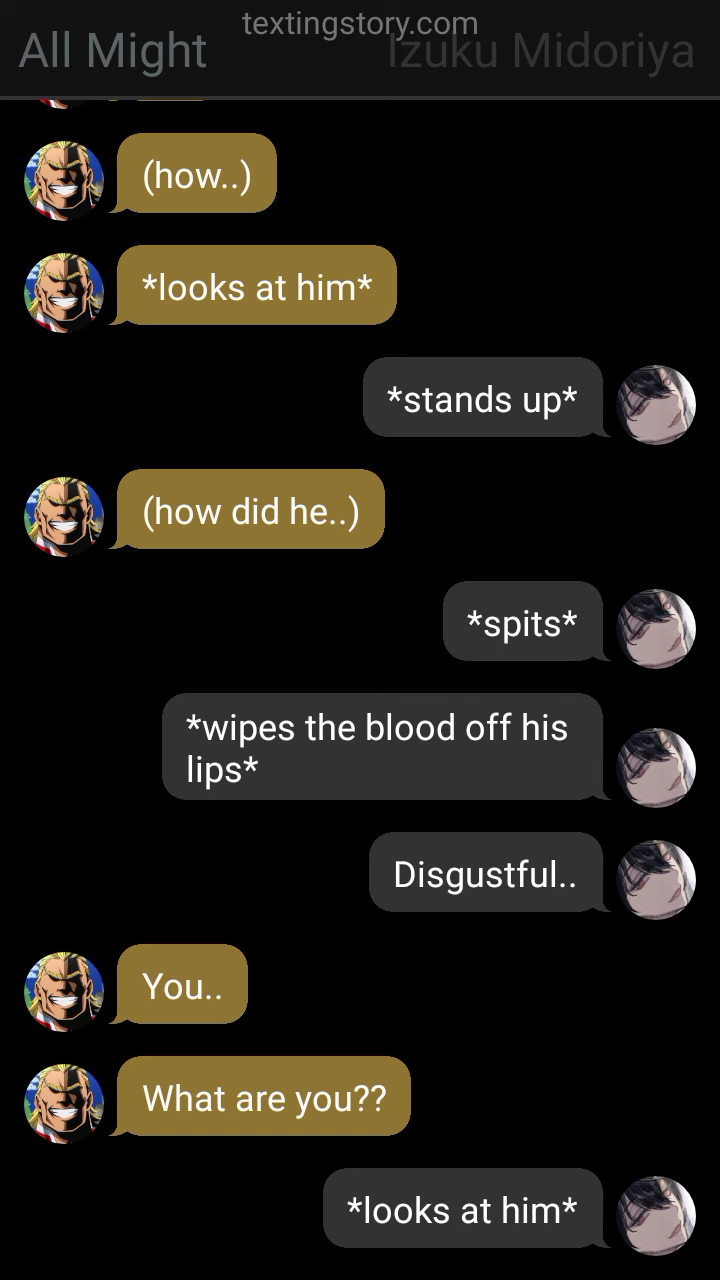 textingstory.com
All Might
Izuku Midoriya
(how..)
*looks at him*
*stands up*
(how did he..)
*spits*
*wipes the blood off his
lips*
Disgustful..
You..
What are you??
*looks at him*